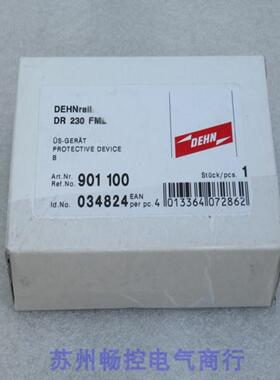 DEHNrail
DR 230 FML
ÜS-GERÄT
PROTECTIVE DEVICE
B
DEHN
Art.Nr.
Ref.No. 901 100
Stück/pcs. 1
Id.No. 034824 EAN per pc. 4 013364 072862
苏州畅控电气商行